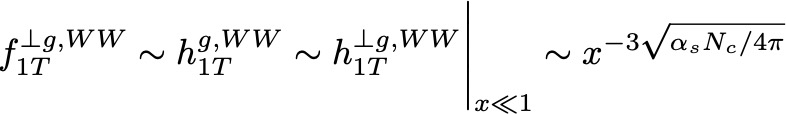 $f_{1T}^{\perp g,WW} \sim h_{1T}^{g,WW} \sim h_{1T}^{\perp g,WW} \Big|_{x \ll 1} \sim x^{-3\sqrt{\alpha_s N_c/4\pi}}$